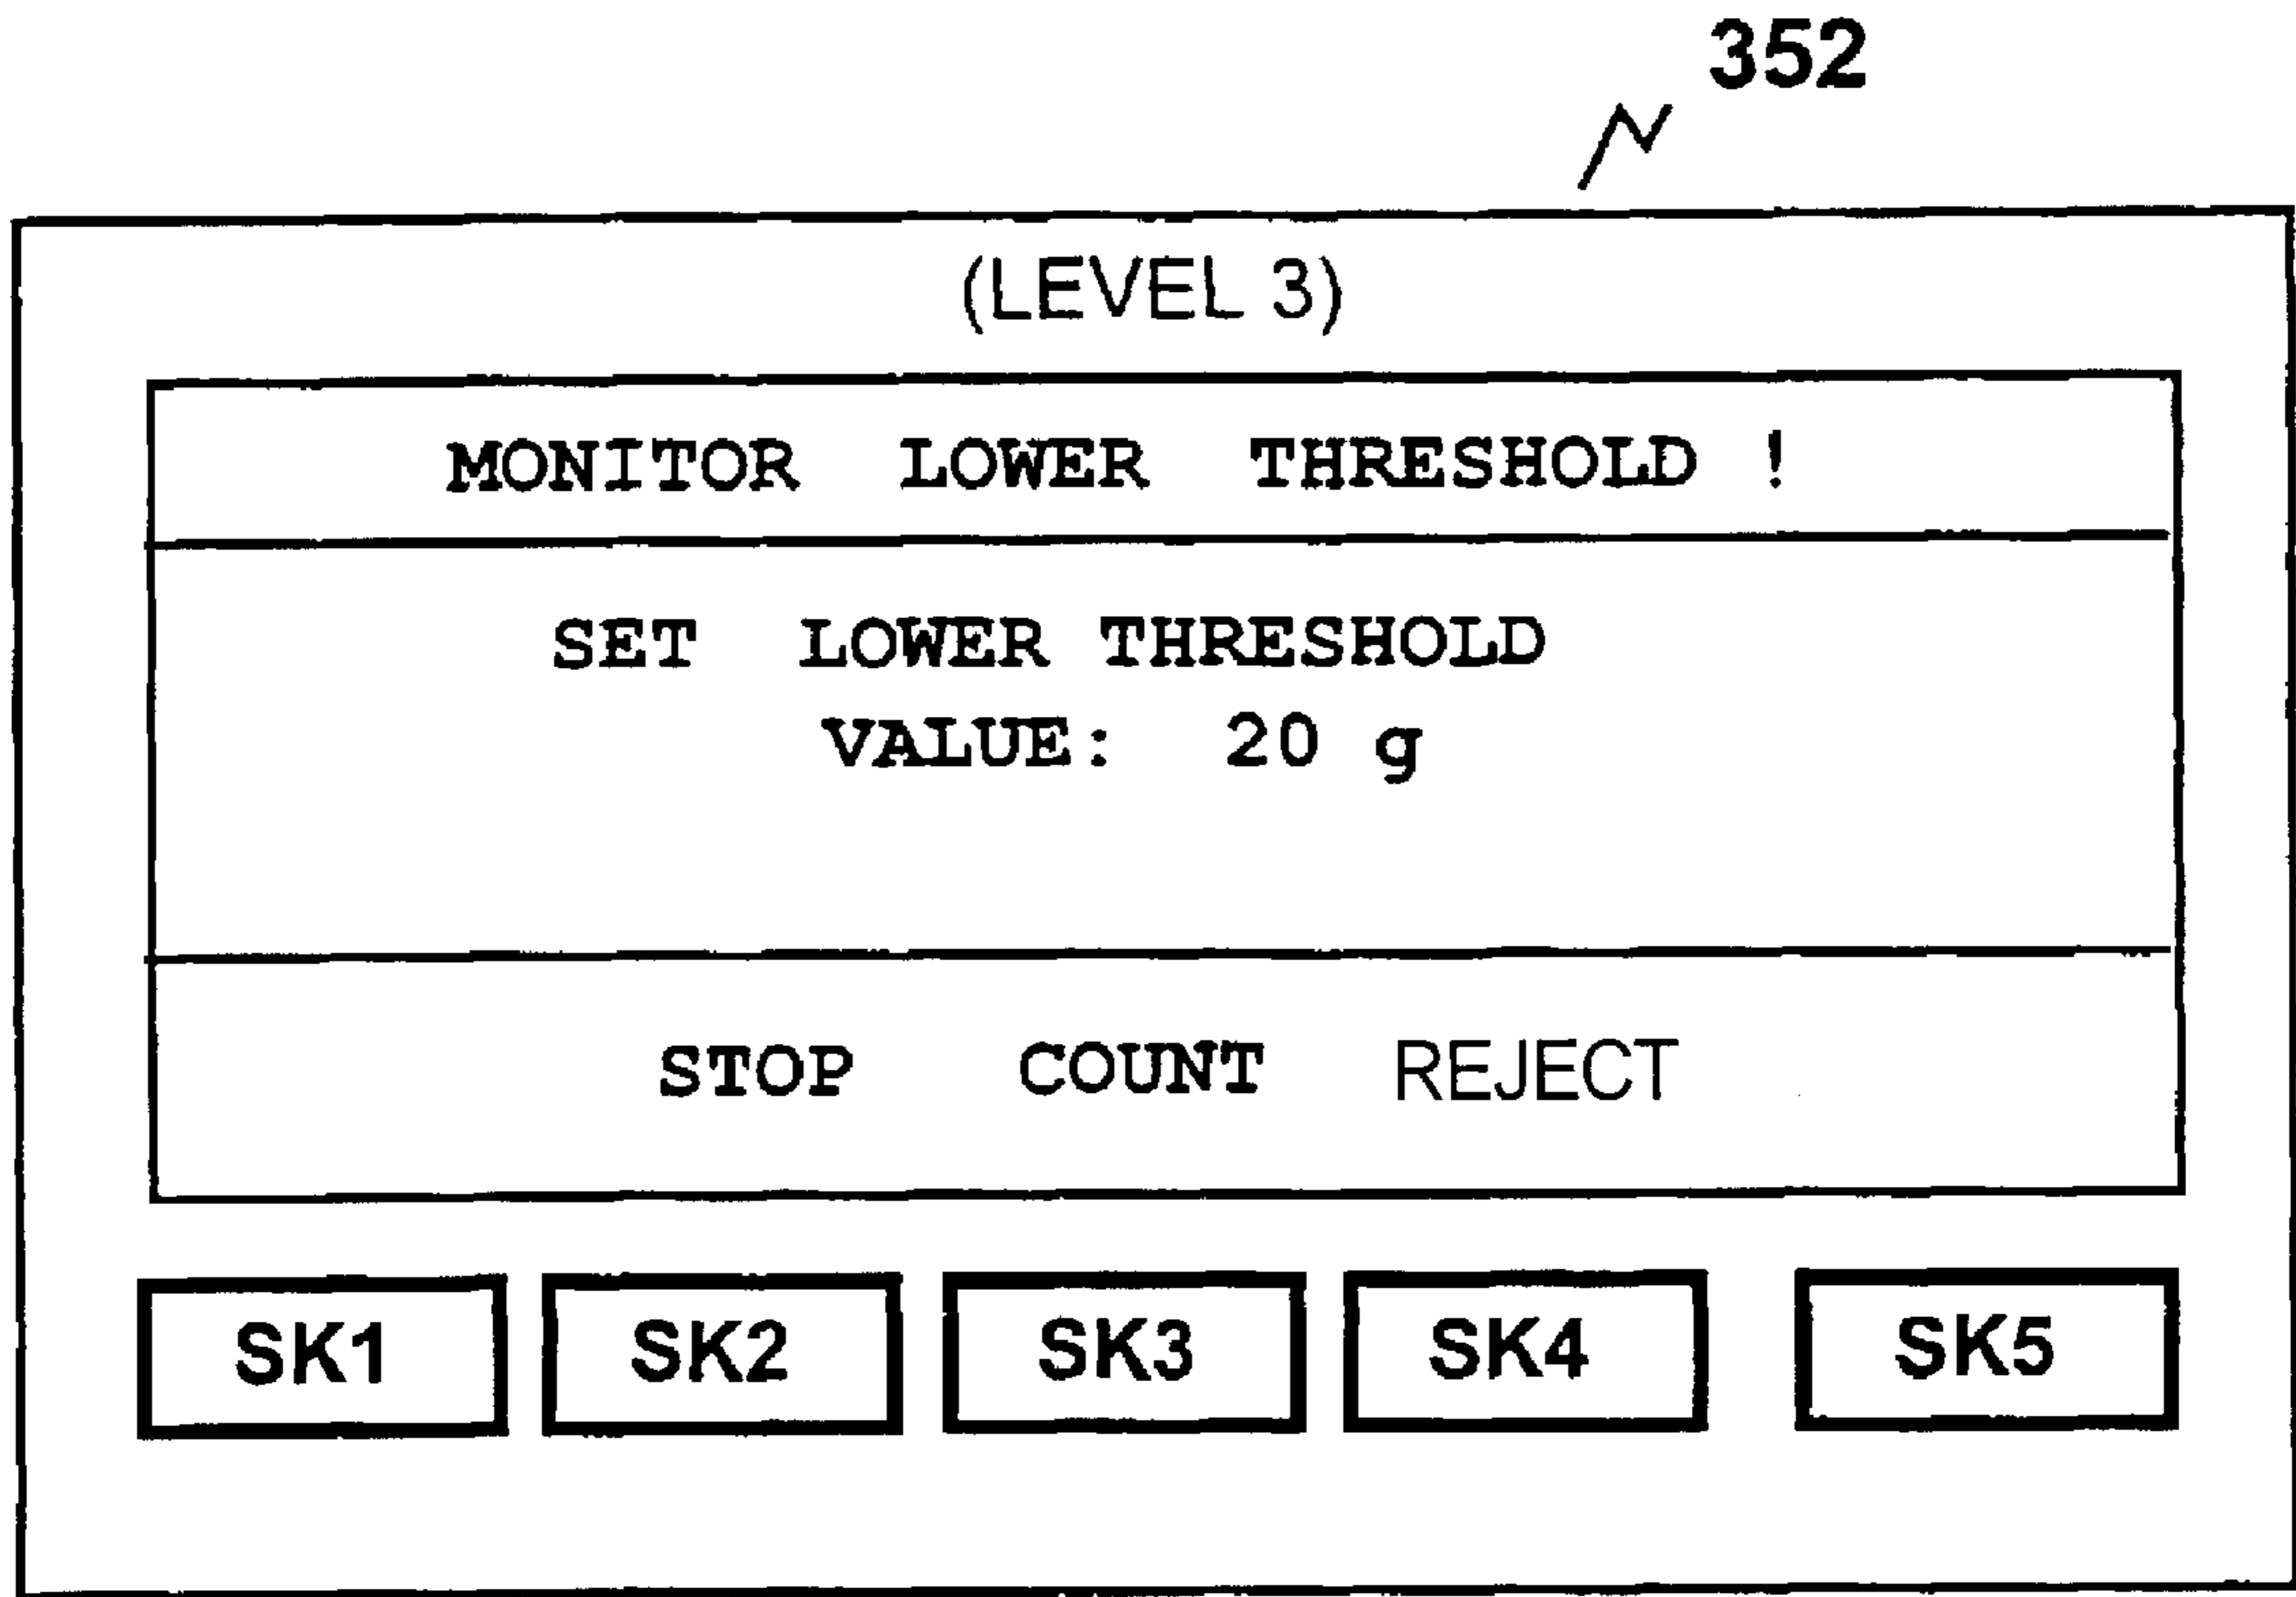 352
(LEVEL 3)
MONITOR LOWER THRESHOLD !
SET LOWER THRESHOLD
VALUE: 20 g
STOP COUNT REJECT
SK1 SK2 SK3 SK4 SK5